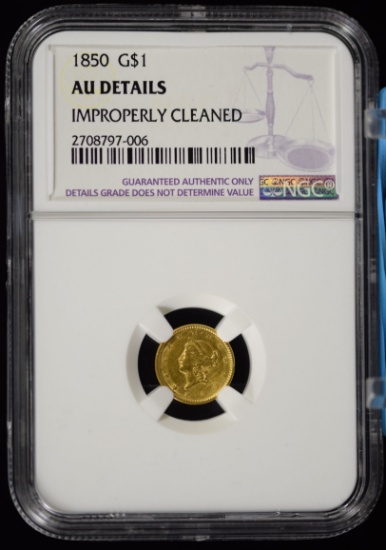 1850 G$1
AU DETAILS
IMPROPERLY CLEANED
2708797-006
GUARANTEED AUTHENTIC ONLY
DETAILS GRADE DOES NOT DETERMINE VALUE
NGC